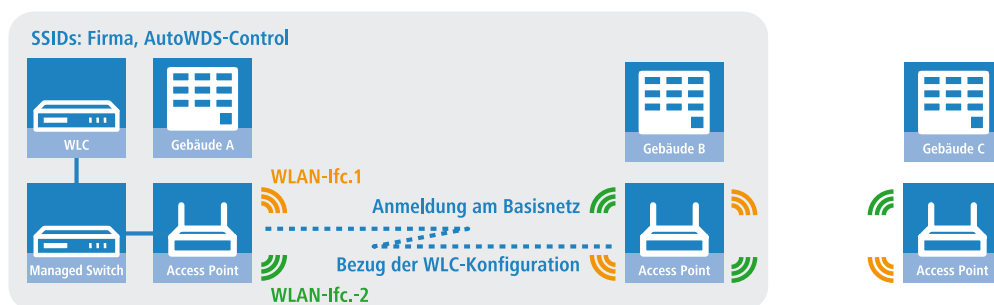 SSIDs: Firma, AutoWDS-Control
WLC
Gebäude A
Gebäude B
Gebäude C
WLAN-Ifc.1
Anmeldung am Basisnetz
Bezug der WLC-Konfiguration
Managed Switch
Access Point
Access Point
Access Point
WLAN-Ifc.-2